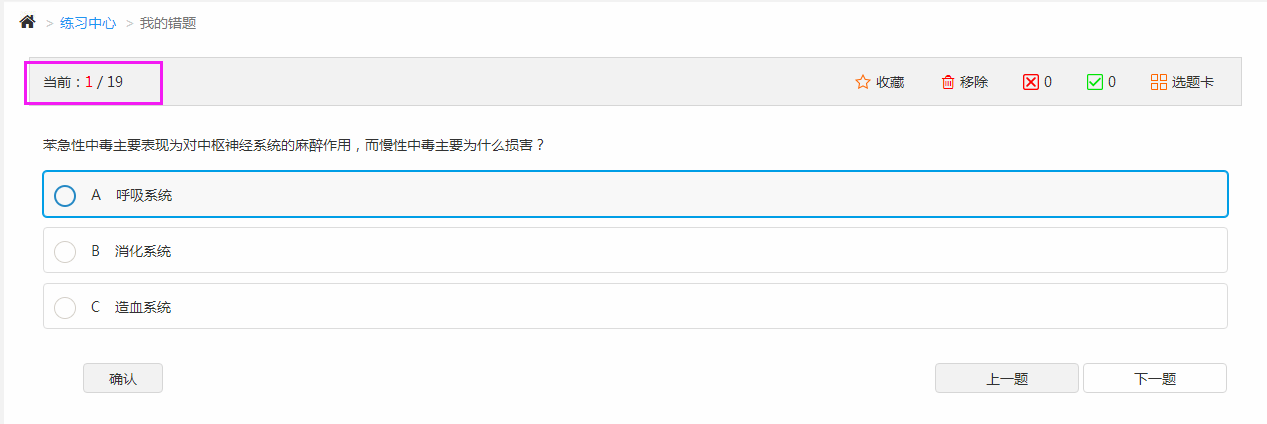 > 练习中心 > 我的错题
当前：1 / 19 收藏 移除 0 0 选题卡
苯急性中毒主要表现为对中枢神经系统的麻醉作用，而慢性中毒主要为什么损害？
A 呼吸系统
B 消化系统
C 造血系统
确认 上一题 下一题